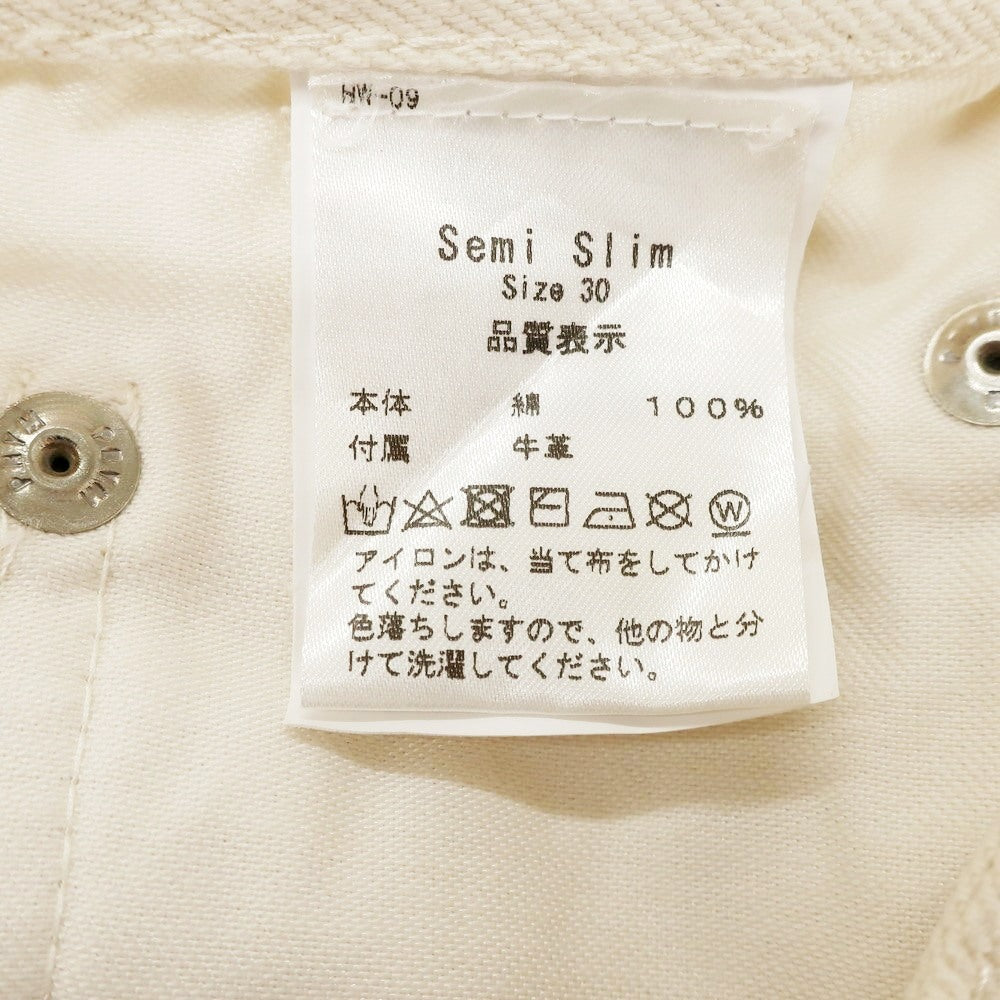 HW-09
Semi Slim
Size 30
品質表示
本体 綿 100%
付属 牛革
W
アイロンは、当て布をしてかけ
てください。
色落ちしますので、他の物と分
けて洗濯してください。